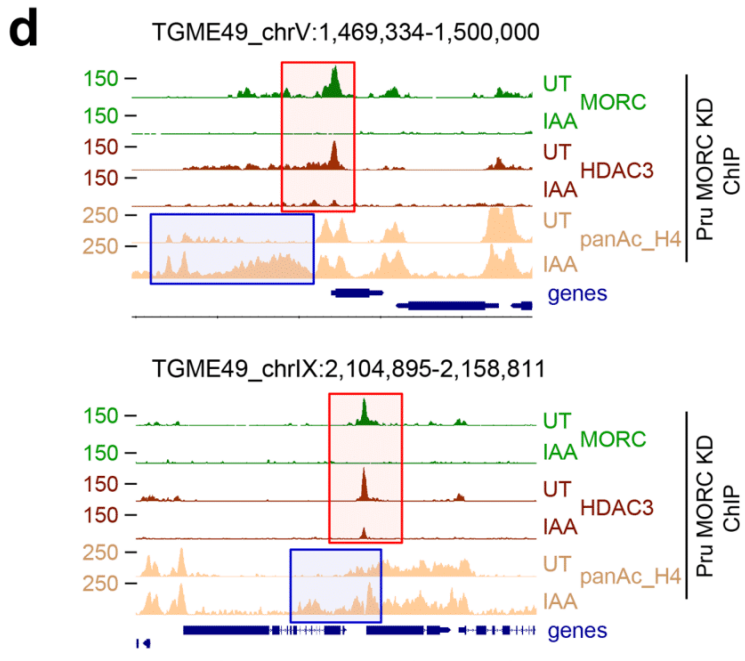 d
TGME49_chrV:1,469,334-1,500,000
150 UT MORC
150 IAA
150 UT HDAC3
150 IAA
250 UT panAc_H4
250 IAA
genes
Pru MORC KD ChIP
TGME49_chrIX:2,104,895-2,158,811
150 UT MORC
150 IAA
150 UT HDAC3
150 IAA
250 UT panAc_H4
250 IAA
genes
Pru MORC KD ChIP